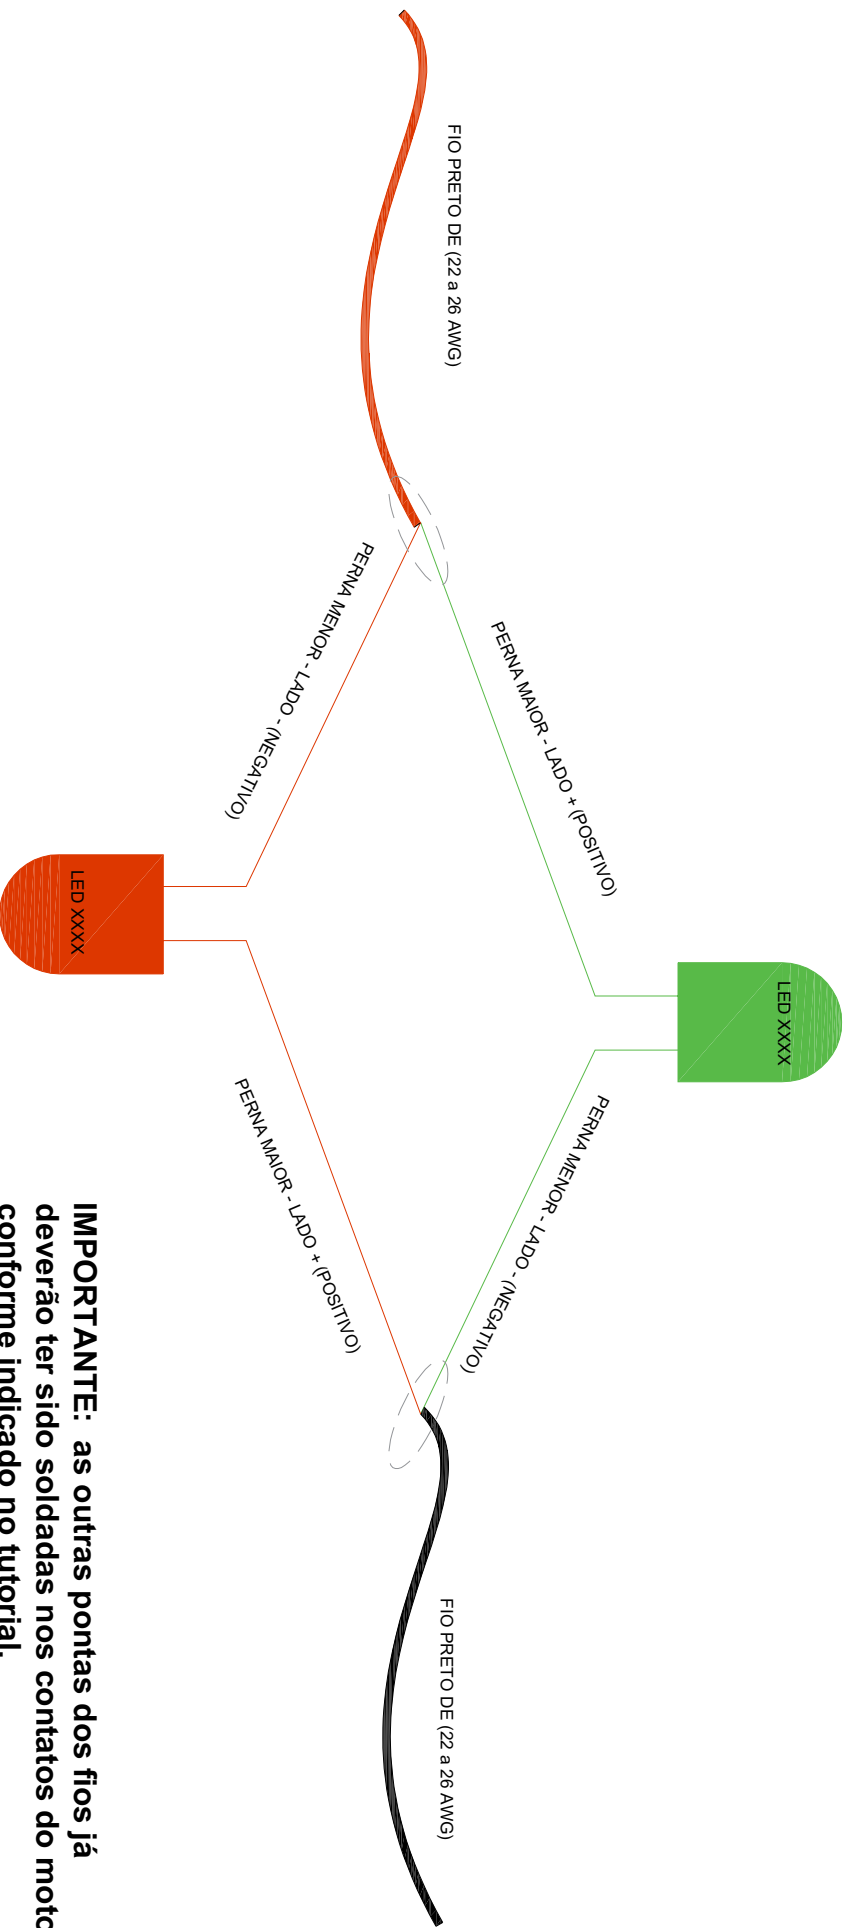 LED XXXX
FIO PRETO DE (22 a 26 AWG)
PERNA MAIOR - LADO + (POSITIVO)
PERNA MENOR - LADO - (NEGATIVO)
FIO PRETO DE (22 a 26 AWG)
PERNA MENOR - LADO - (NEGATIVO)
PERNA MAIOR - LADO + (POSITIVO)
LED XXXX
IMPORTANTE: as outras pontas dos fios já
deverão ter sido soldadas nos contatos do moto
conforme indicado no tutorial.